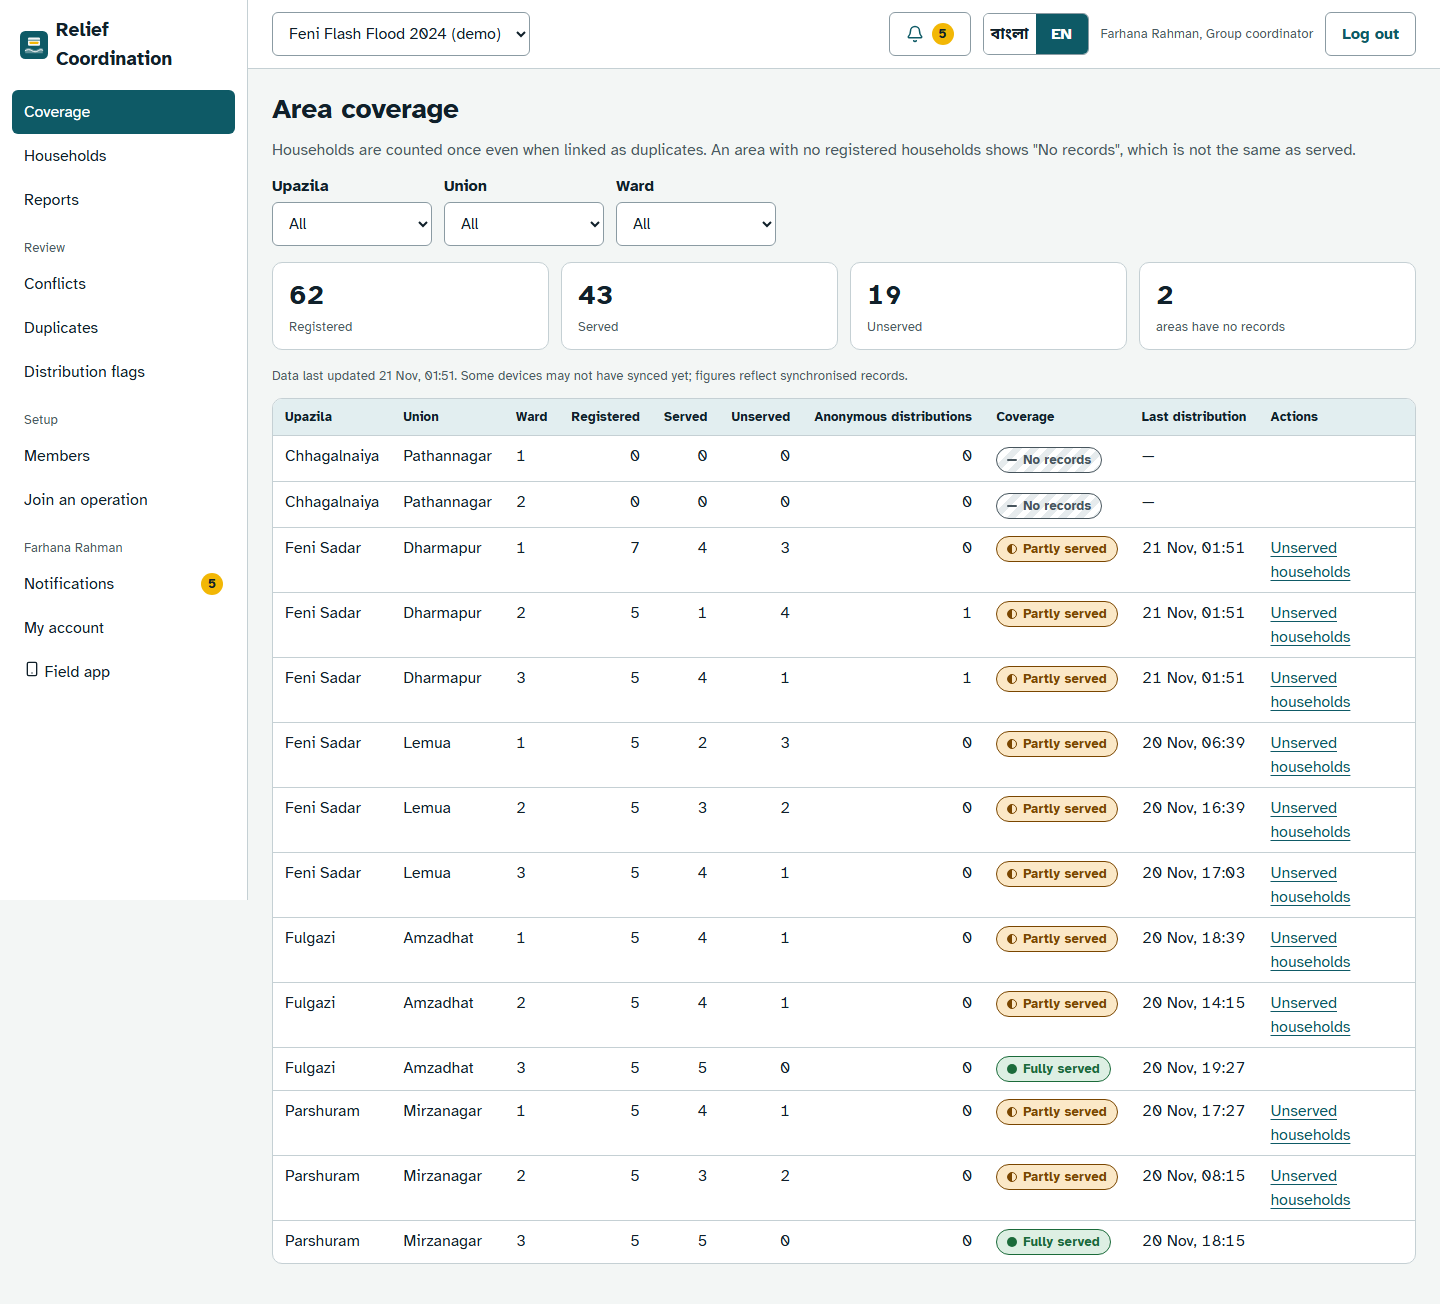 Relief
Coordination
Coverage
Households
Reports
Review
Conflicts
Duplicates
Distribution flags
Setup
Members
Join an operation
Farhana Rahman
Notifications 5
My account
Field app
Feni Flash Flood 2024 (demo) 5 বাংলা EN Farhana Rahman, Group coordinator Log out
Area coverage
Households are counted once even when linked as duplicates. An area with no registered households shows "No records", which is not the same as served.
Upazila Union Ward
All All All
62 43 19 2
Registered Served Unserved areas have no records
Data last updated 21 Nov, 01:51. Some devices may not have synced yet; figures reflect synchronised records.
Upazila Union Ward Registered Served Unserved Anonymous distributions Coverage Last distribution Actions
Chhagalnaiya Pathannagar 1 0 0 0 0 No records —
Chhagalnaiya Pathannagar 2 0 0 0 0 No records —
Feni Sadar Dharmapur 1 7 4 3 0 Partly served 21 Nov, 01:51 Unserved
households
Feni Sadar Dharmapur 2 5 1 4 1 Partly served 21 Nov, 01:51 Unserved
households
Feni Sadar Dharmapur 3 5 4 1 1 Partly served 21 Nov, 01:51 Unserved
households
Feni Sadar Lemua 1 5 2 3 0 Partly served 20 Nov, 06:39 Unserved
households
Feni Sadar Lemua 2 5 3 2 0 Partly served 20 Nov, 16:39 Unserved
households
Feni Sadar Lemua 3 5 4 1 0 Partly served 20 Nov, 17:03 Unserved
households
Fulgazi Amzadhat 1 5 4 1 0 Partly served 20 Nov, 18:39 Unserved
households
Fulgazi Amzadhat 2 5 4 1 0 Partly served 20 Nov, 14:15 Unserved
households
Fulgazi Amzadhat 3 5 5 0 0 Fully served 20 Nov, 19:27
Parshuram Mirzanagar 1 5 4 1 0 Partly served 20 Nov, 17:27 Unserved
households
Parshuram Mirzanagar 2 5 3 2 0 Partly served 20 Nov, 08:15 Unserved
households
Parshuram Mirzanagar 3 5 5 0 0 Fully served 20 Nov, 18:15